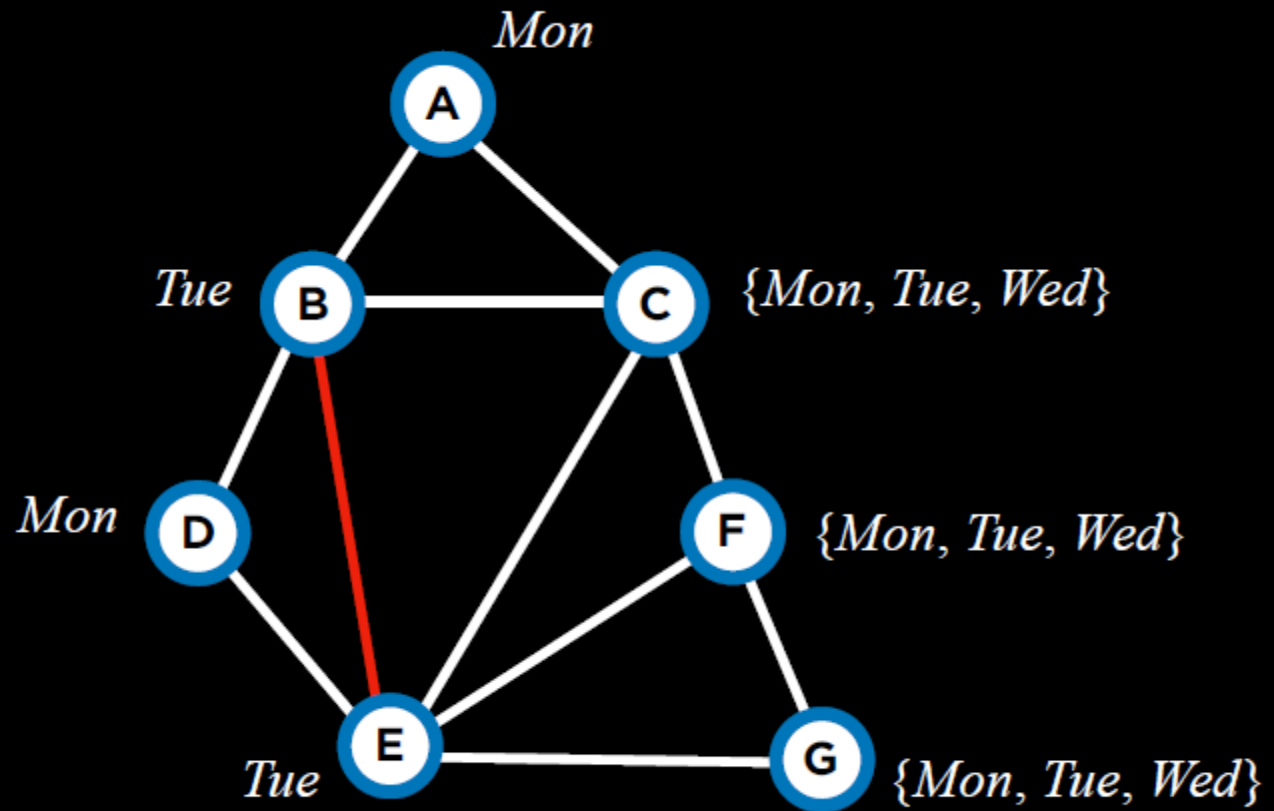 Mon
A
Tue B C {Mon, Tue, Wed}
Mon D F {Mon, Tue, Wed}
E
Tue G {Mon, Tue, Wed}